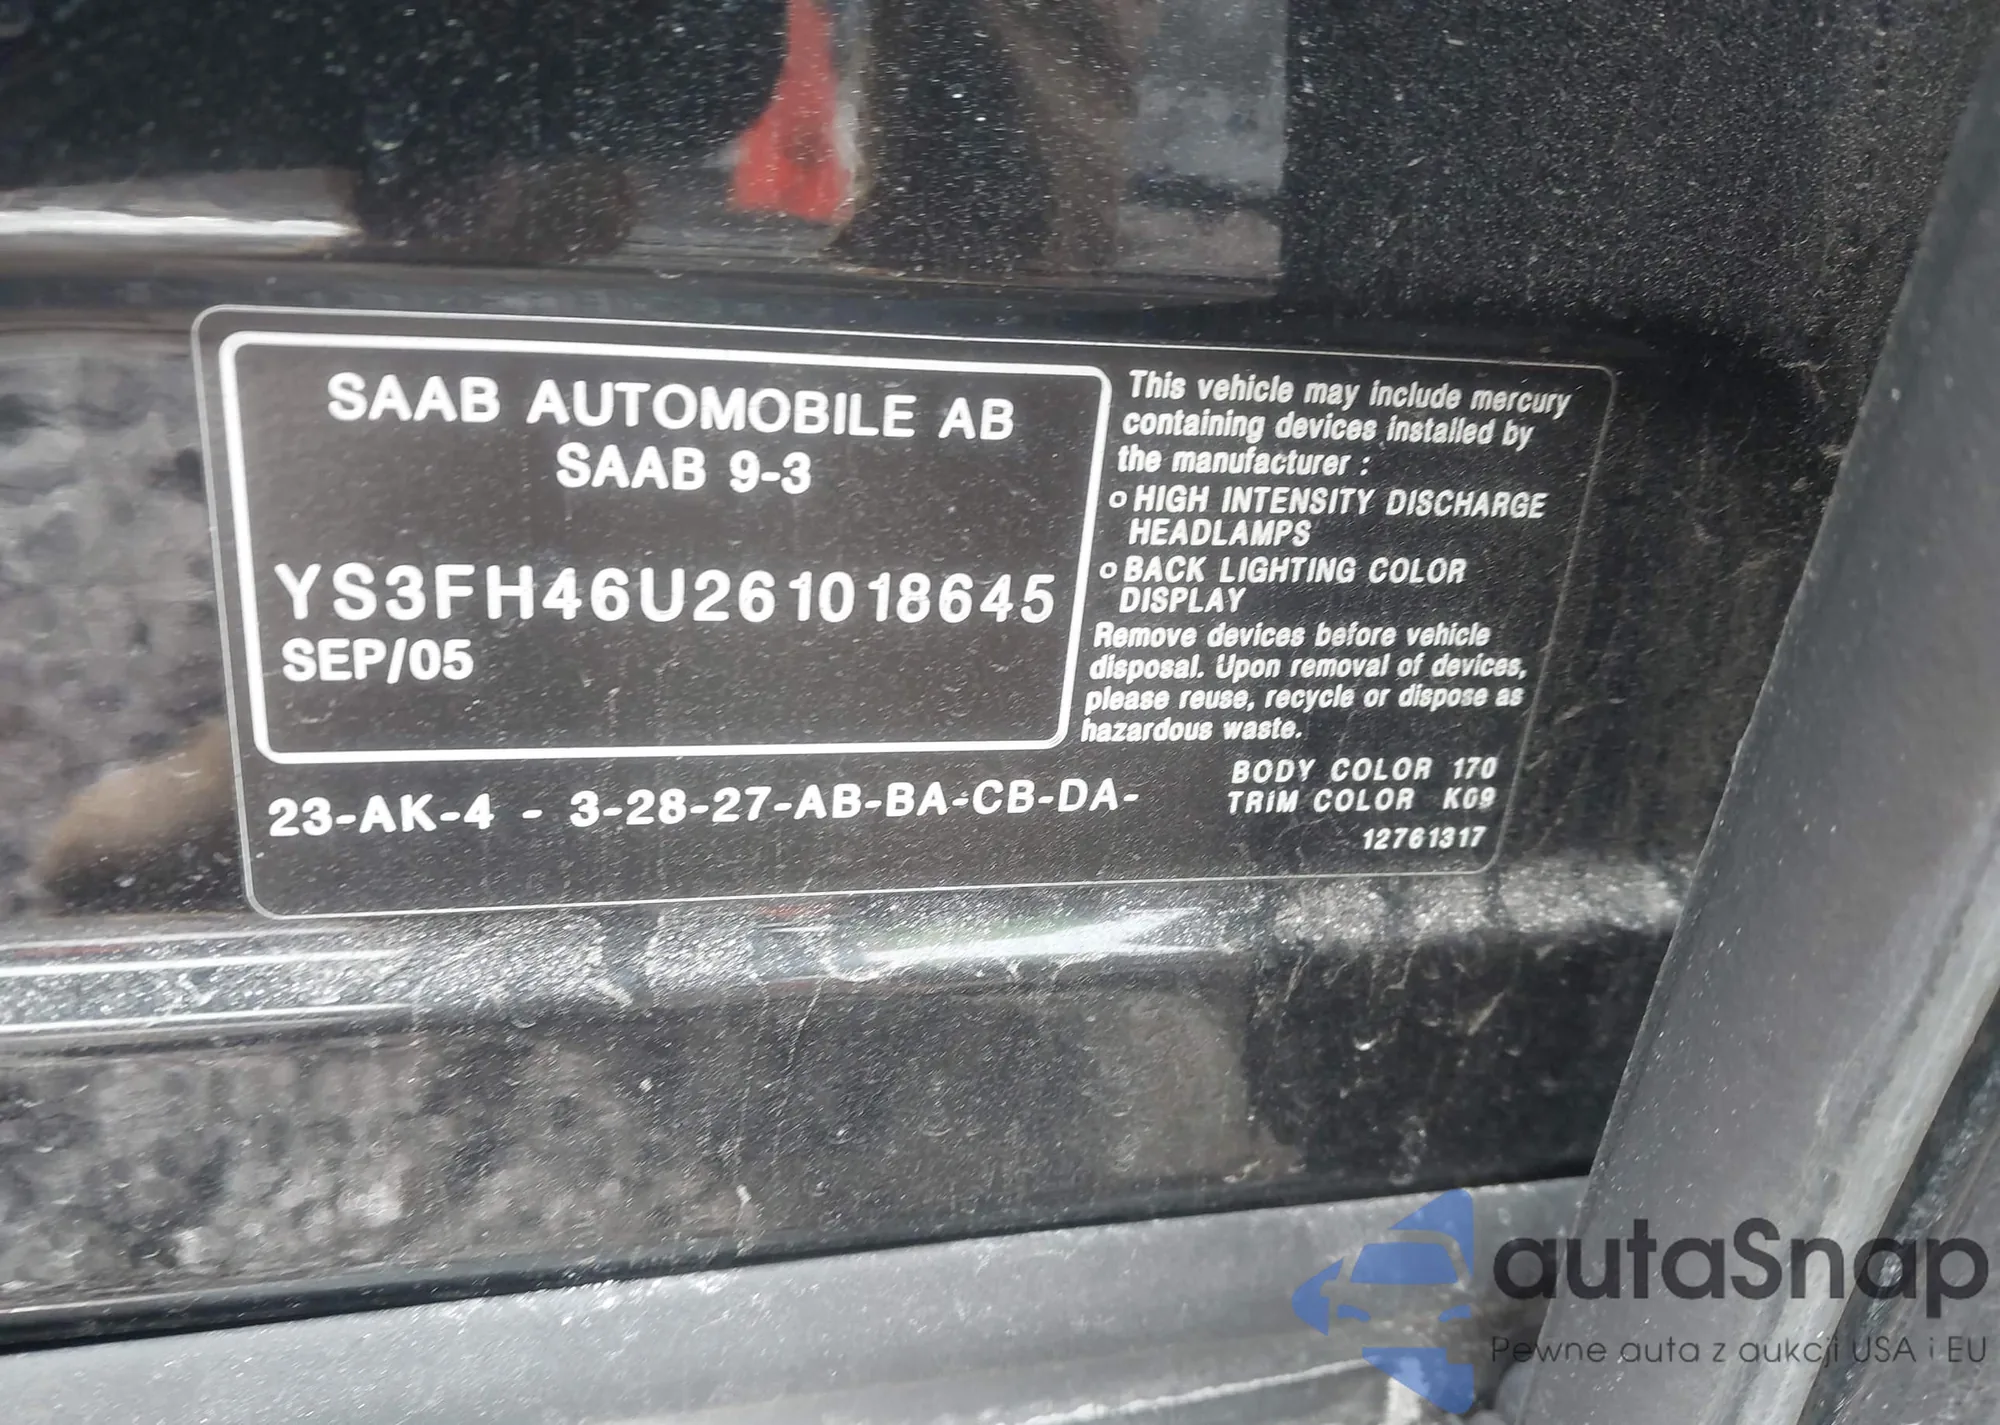 SAAB AUTOMOBILE AB
SAAB 9-3
YS3FH46U261018645
SEP/05
23-AK-4 - 3-28-27-AB-BA-CB-DA-
This vehicle may include mercury
containing devices installed by
the manufacturer :
o HIGH INTENSITY DISCHARGE
HEADLAMPS
o BACK LIGHTING COLOR
DISPLAY
Remove devices before vehicle
disposal. Upon removal of devices,
please reuse, recycle or dispose as
hazardous waste.
BODY COLOR 170
TRIM COLOR K09
12761317
autaSnap
Pewne auta z aukcji USA i EU